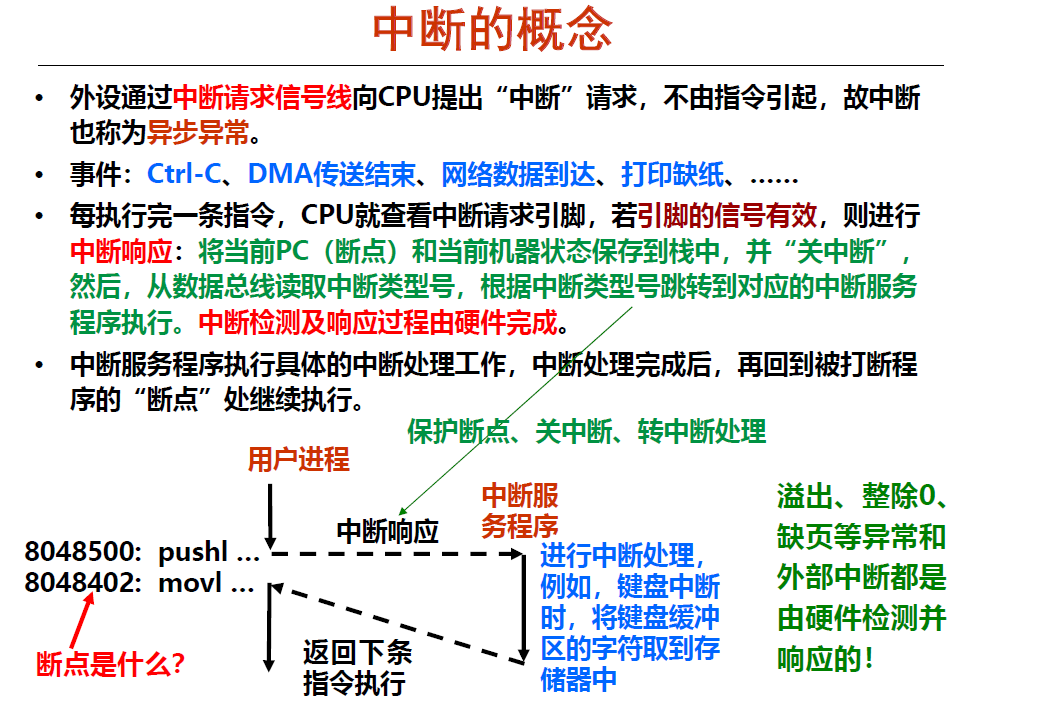 中断的概念
• 外设通过中断请求信号线向CPU提出“中断”请求，不由指令引起，故中断
也称为异步异常。
• 事件：Ctrl-C、DMA传送结束、网络数据到达、打印缺纸、……
• 每执行完一条指令，CPU就查看中断请求引脚，若引脚的信号有效，则进行
中断响应：将当前PC（断点）和当前机器状态保存到栈中，并“关中断”，
然后，从数据总线读取中断类型号，根据中断类型号跳转到对应的中断服务
程序执行。中断检测及响应过程由硬件完成。
• 中断服务程序执行具体的中断处理工作，中断处理完成后，再回到被打断程
序的“断点”处继续执行。
保护断点、关中断、转中断处理
用户进程
中断服
务程序
中断响应
8048500: pushl …
8048402: movl …
断点是什么？
返回下条
指令执行
进行中断处理，
例如，键盘中断
时，将键盘缓冲
区的字符取到存
储器中
溢出、整除0、
缺页等异常和
外部中断都是
由硬件检测并
响应的！